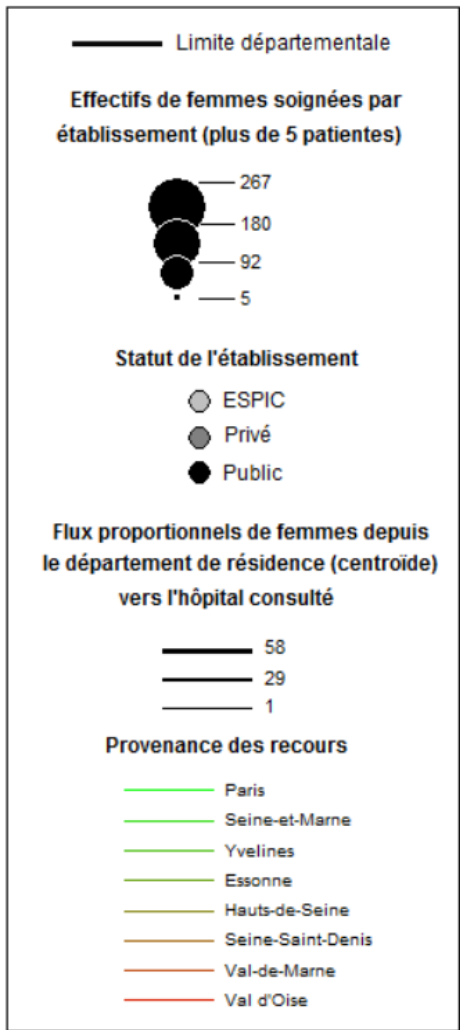 Limite départementale
Effectifs de femmes soignées par
établissement (plus de 5 patientes)
267
180
92
5
Statut de l'établissement
ESPIC
Privé
Public
Flux proportionnels de femmes depuis
le département de résidence (centroïde)
vers l'hôpital consulté
58
29
1
Provenance des recours
Paris
Seine-et-Marne
Yvelines
Essonne
Hauts-de-Seine
Seine-Saint-Denis
Val-de-Marne
Val d'Oise